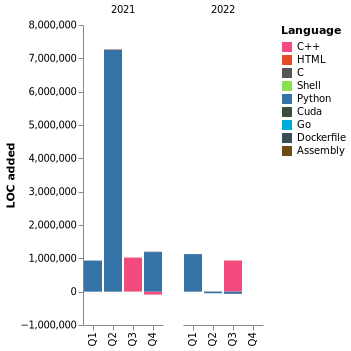 2021
2022
LOC added
8,000,000
7,000,000
6,000,000
5,000,000
4,000,000
3,000,000
2,000,000
1,000,000
0
−1,000,000
Q1
Q2
Q3
Q4
Q1
Q2
Q3
Q4
Language
C++
HTML
C
Shell
Python
Cuda
Go
Dockerfile
Assembly